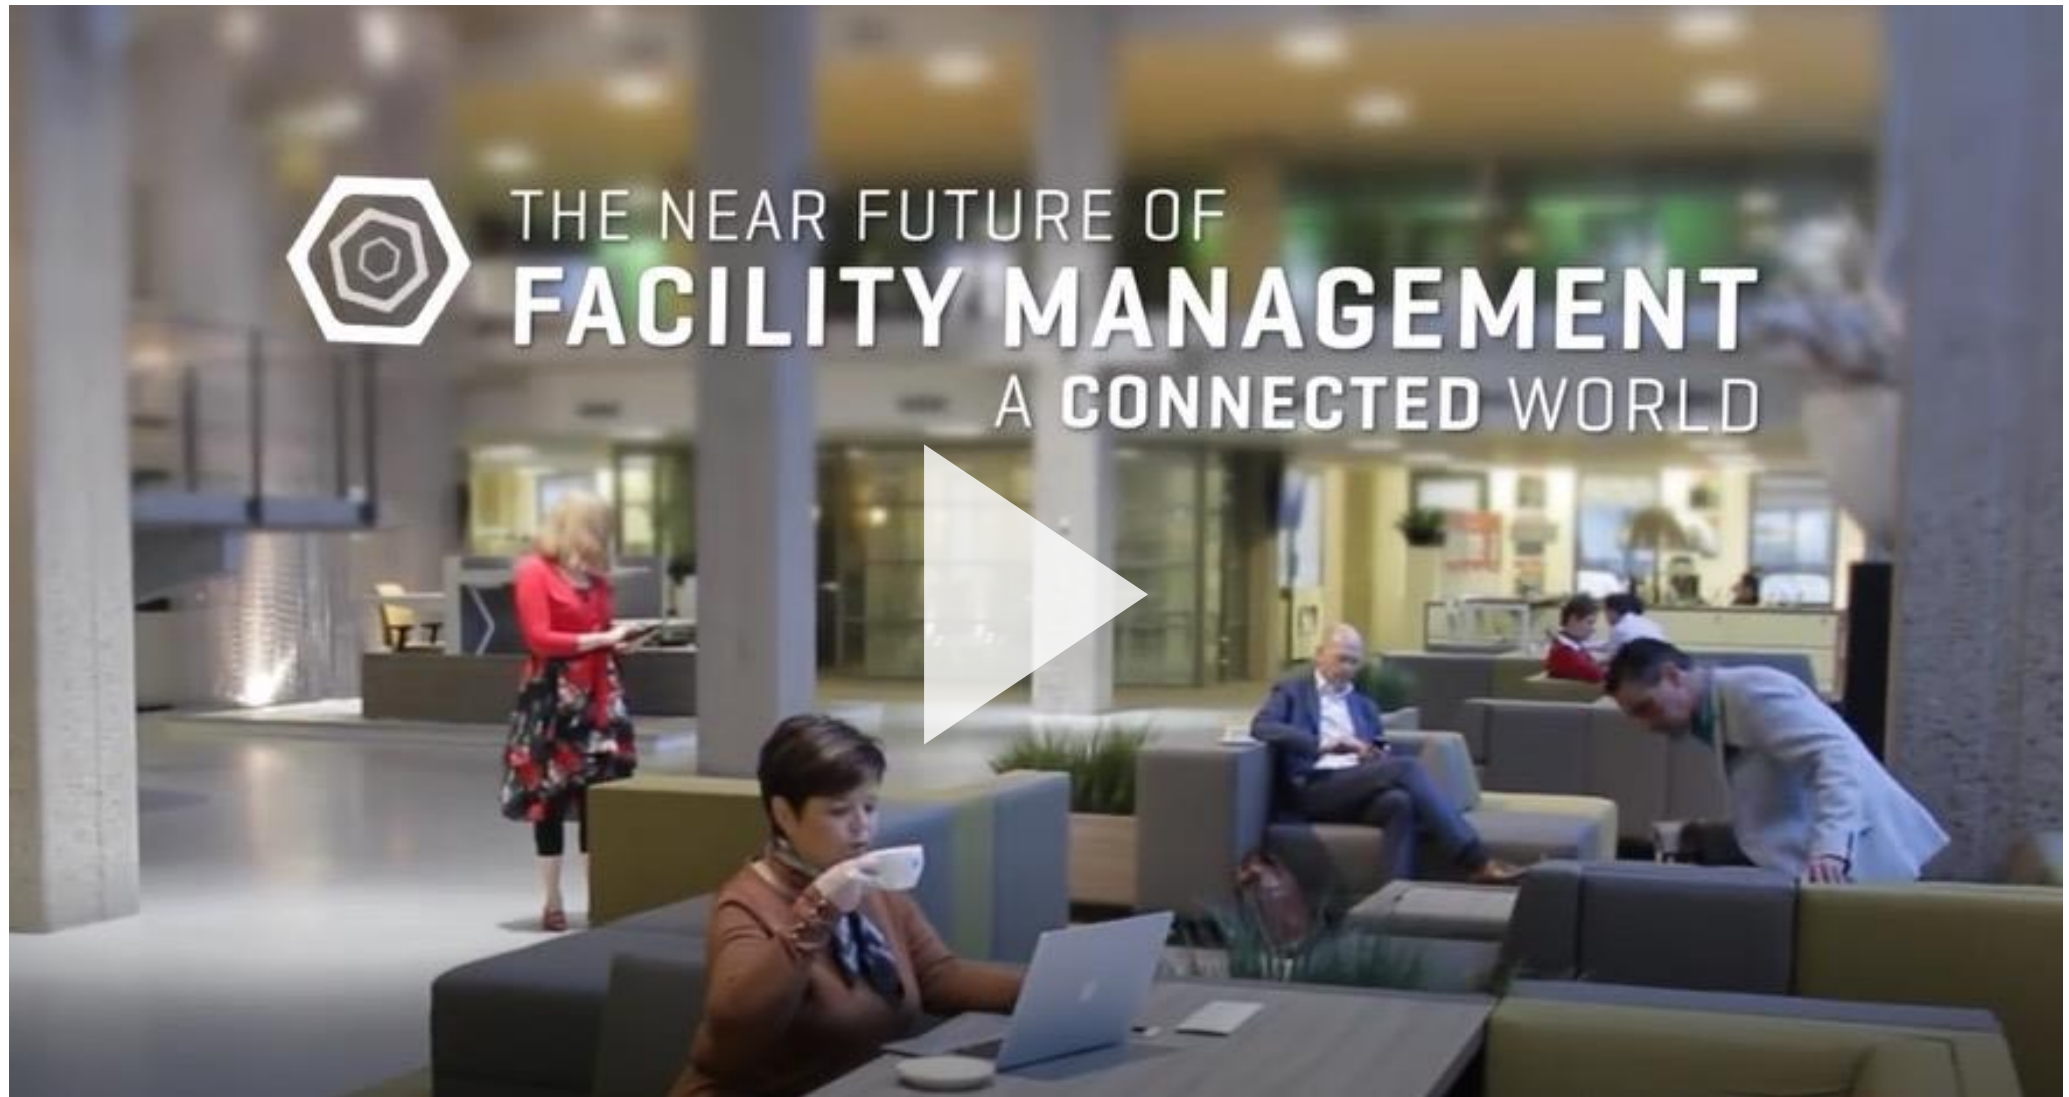 THE NEAR FUTURE OF
FACILITY MANAGEMENT
A CONNECTED WORLD